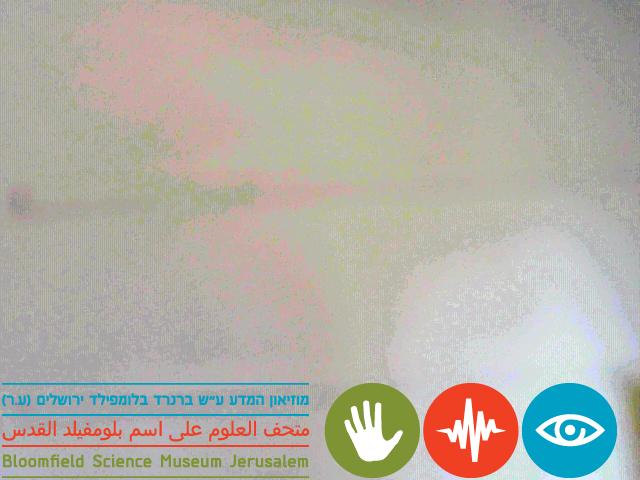 מוזיאון המדע ע״ש ברנרד בלומפילד ירושלים (ע.ר)
متحف العلوم على اسم بلومفيلد القدس
Bloomfield Science Museum Jerusalem